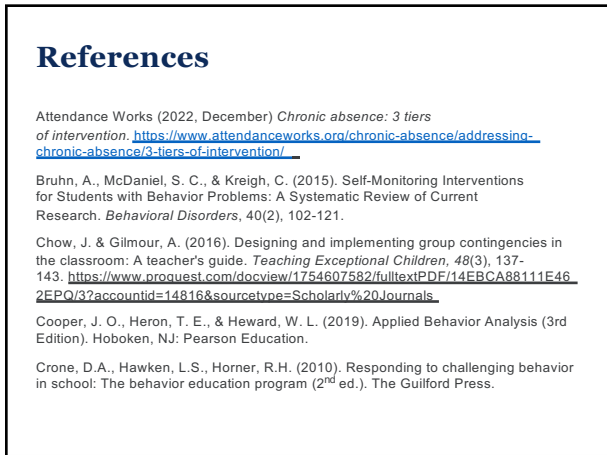 References
Attendance Works (2022, December) Chronic absence: 3 tiers
of intervention. https://www.attendanceworks.org/chronic-absence/addressing-
chronic-absence/3-tiers-of-intervention/
Bruhn, A., McDaniel, S. C., & Kreigh, C. (2015). Self-Monitoring Interventions
for Students with Behavior Problems: A Systematic Review of Current
Research. Behavioral Disorders, 40(2), 102-121.
Chow, J. & Gilmour, A. (2016). Designing and implementing group contingencies in
the classroom: A teacher's guide. Teaching Exceptional Children, 48(3), 137-
143. https://www.proquest.com/docview/1754607582/fulltextPDF/14EBCA88111E46
2EPQ/3?accountid=14816&sourcetype=Scholarly%20Journals
Cooper, J. O., Heron, T. E., & Heward, W. L. (2019). Applied Behavior Analysis (3rd
Edition). Hoboken, NJ: Pearson Education.
Crone, D.A., Hawken, L.S., Horner, R.H. (2010). Responding to challenging behavior
in school: The behavior education program (2nd ed.). The Guilford Press.